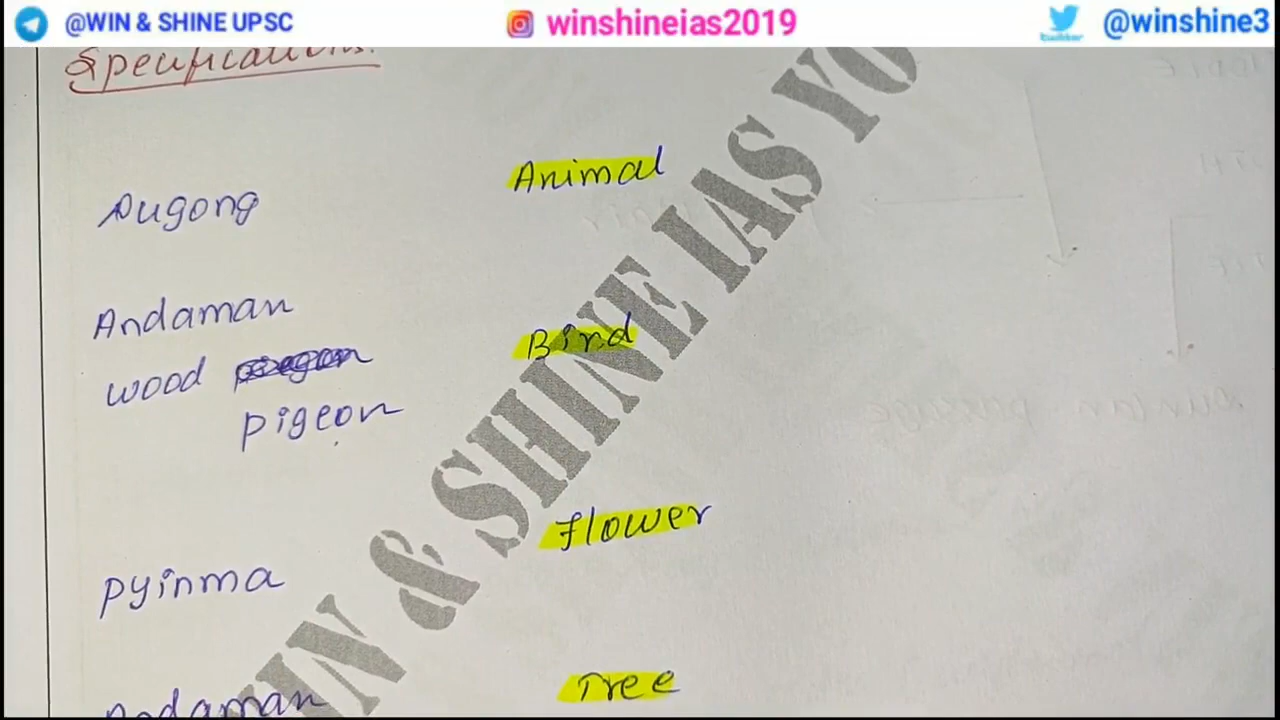 @WIN & SHINE UPSC winshineias2019 @winshine3
Specifications:
Dugong Animal
Andaman
wood
pigeon
Bird
Pyinma Flower
Andaman Tree
WIN & SHINE IAS YO